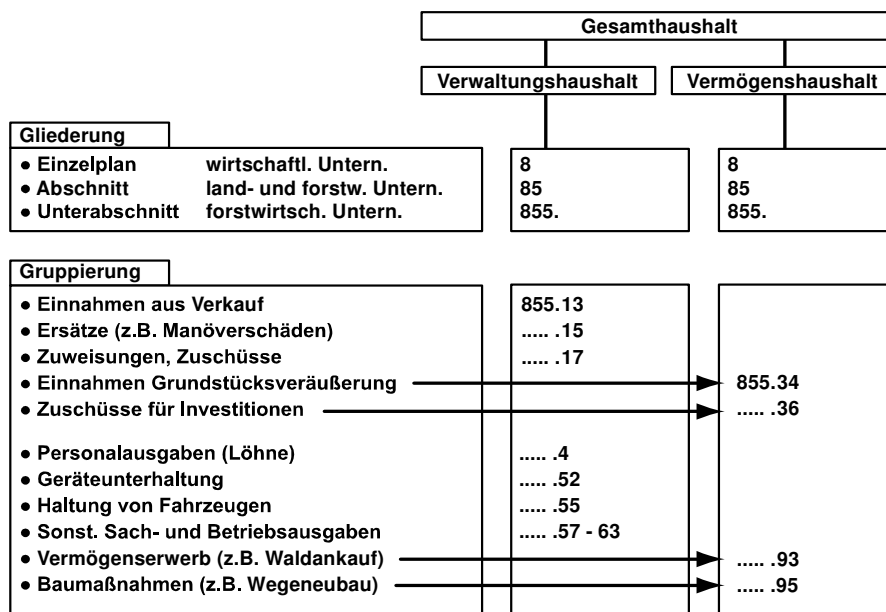 Gesamthaushalt
Verwaltungshaushalt Vermögenshaushalt
Gliederung
● Einzelplan wirtschaftl. Untern. 8 8
● Abschnitt land- und forstw. Untern. 85 85
● Unterabschnitt forstwirtsch. Untern. 855. 855.
Gruppierung
● Einnahmen aus Verkauf 855.13
● Ersätze (z.B. Manöverschäden) ..... .15
● Zuweisungen, Zuschüsse ..... .17
● Einnahmen Grundstücksveräußerung 855.34
● Zuschüsse für Investitionen ..... .36
● Personalausgaben (Löhne) ..... .4
● Geräteunterhaltung ..... .52
● Haltung von Fahrzeugen ..... .55
● Sonst. Sach- und Betriebsausgaben ..... .57 - 63
● Vermögenserwerb (z.B. Waldankauf) ..... .93
● Baumaßnahmen (z.B. Wegeneubau) ..... .95